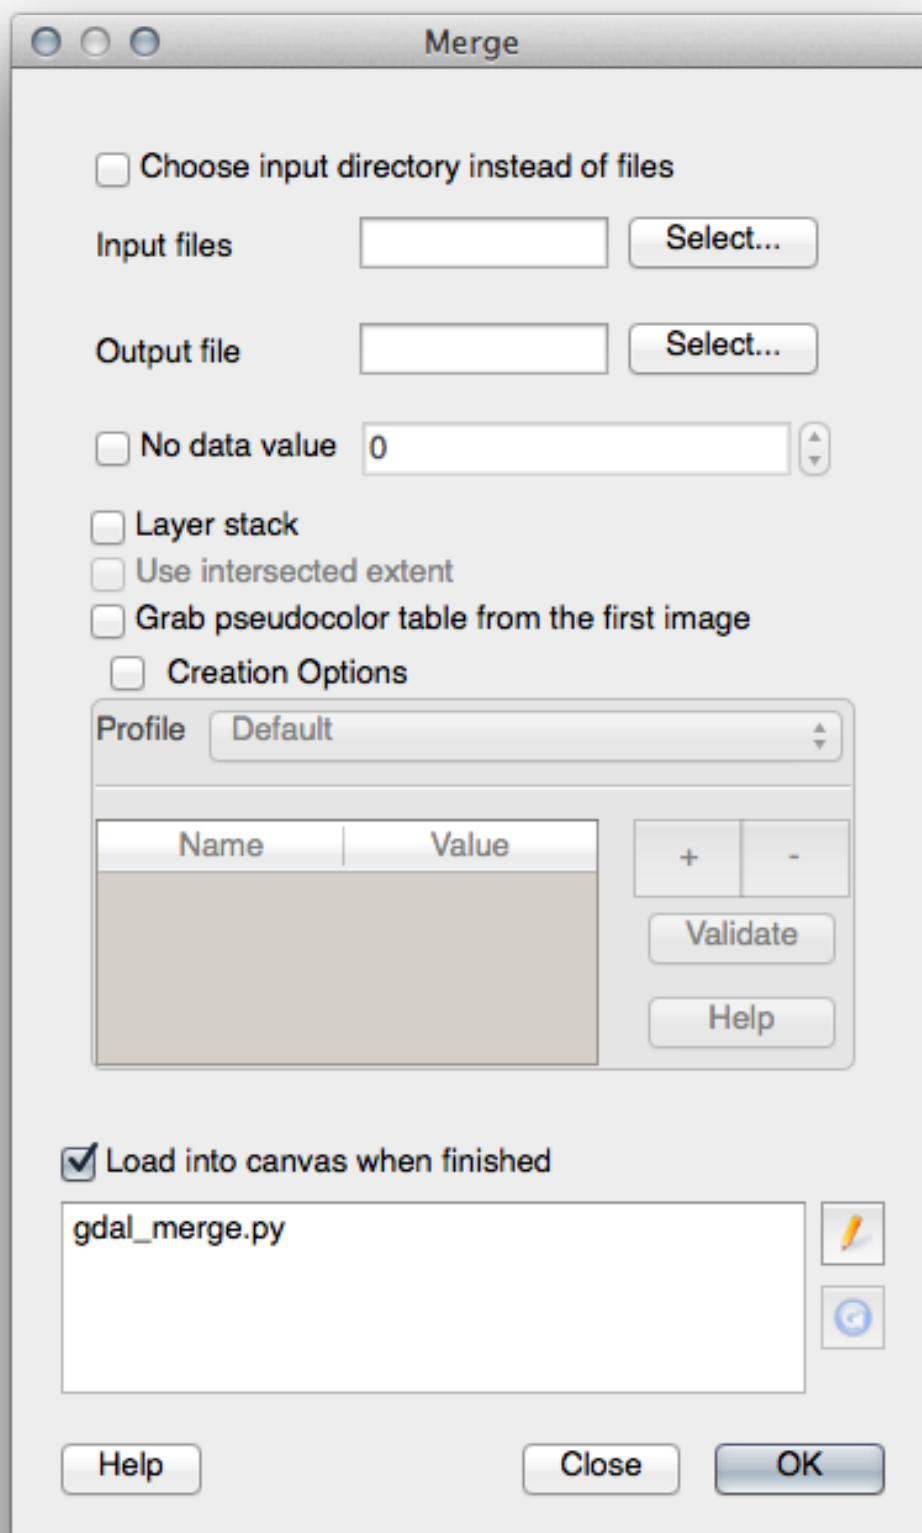 Merge
Choose input directory instead of files
Input files Select...
Output file Select...
No data value 0
Layer stack
Use intersected extent
Grab pseudocolor table from the first image
Creation Options
Profile Default
Name Value + -
Validate
Help
Load into canvas when finished
gdal_merge.py
Help Close OK